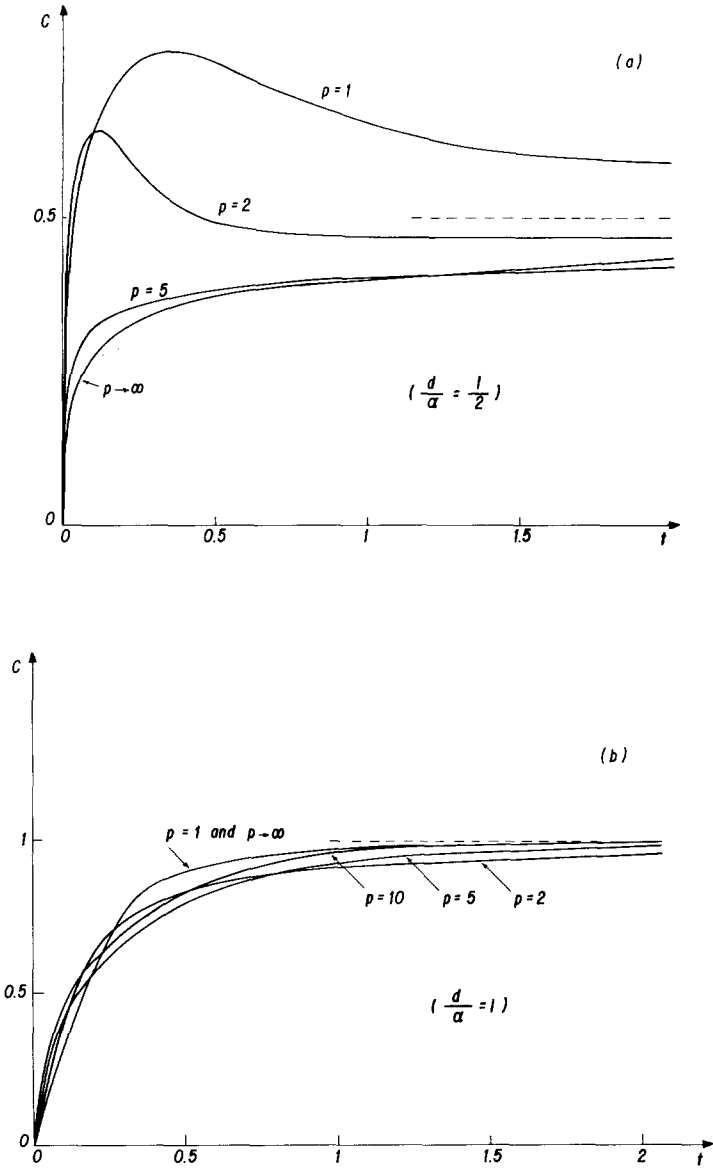 C
(a)
p = 1
0.5
p = 2
p = 5
p→∞
( d/α = 1/2 )
0
0 0.5 1 1.5 t
C
(b)
p = 1 and p→∞
1
p = 10 p = 5 p = 2
0.5
( d/α = 1 )
0
0 0.5 1 1.5 2 t